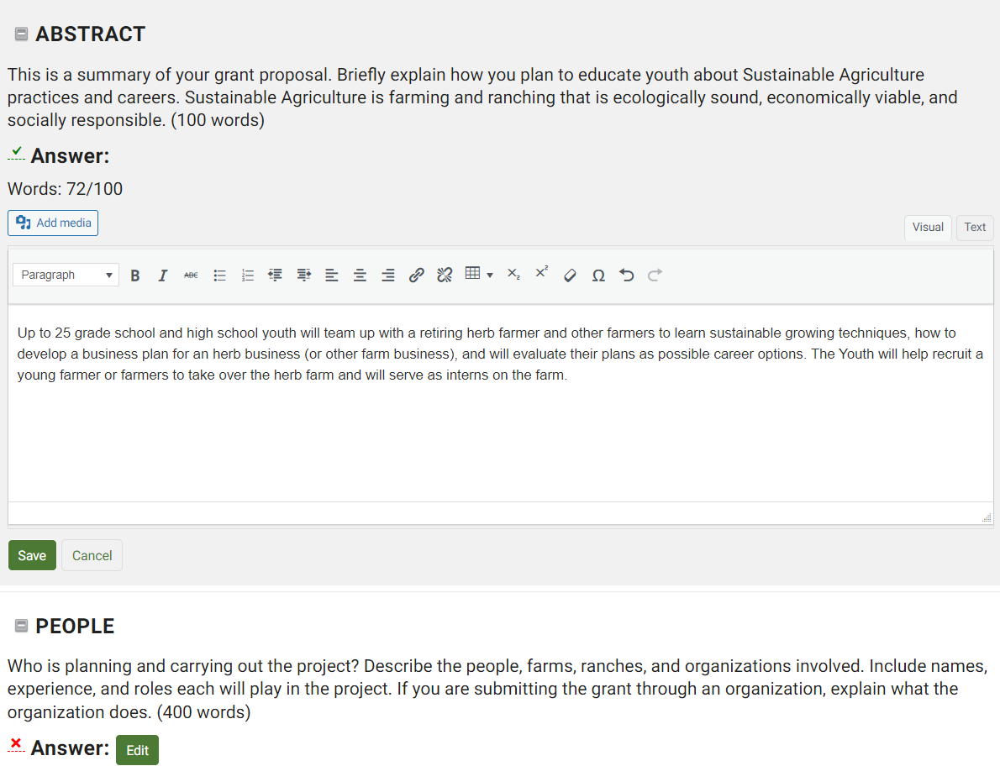 ABSTRACT
This is a summary of your grant proposal. Briefly explain how you plan to educate youth about Sustainable Agriculture
practices and careers. Sustainable Agriculture is farming and ranching that is ecologically sound, economically viable, and
socially responsible. (100 words)
Answer:
Words: 72/100
Add media
Visual Text
Paragraph B I ABC X₂ X² Ω
Up to 25 grade school and high school youth will team up with a retiring herb farmer and other farmers to learn sustainable growing techniques, how to
develop a business plan for an herb business (or other farm business), and will evaluate their plans as possible career options. The Youth will help recruit a
young farmer or farmers to take over the herb farm and will serve as interns on the farm.
Save Cancel
PEOPLE
Who is planning and carrying out the project? Describe the people, farms, ranches, and organizations involved. Include names,
experience, and roles each will play in the project. If you are submitting the grant through an organization, explain what the
organization does. (400 words)
Answer: Edit